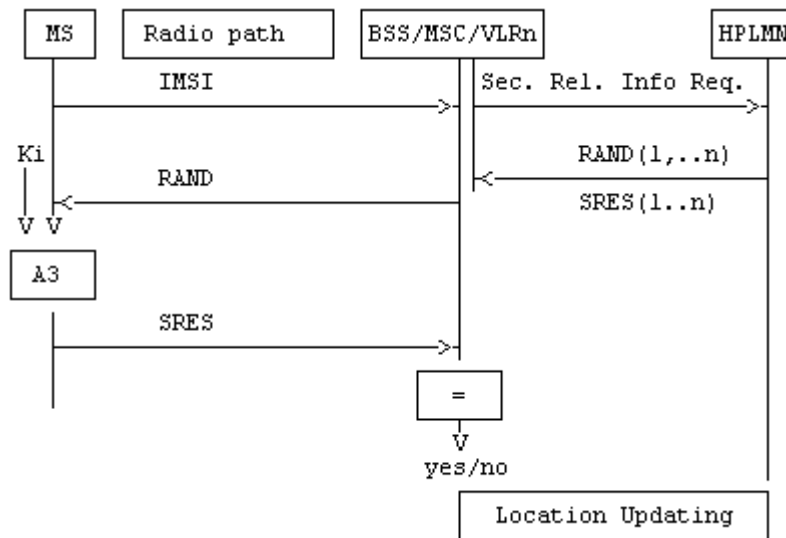 MS
Radio path
BSS/MSC/VLRn
HPLMN
IMSI
Sec. Rel. Info Req.
Ki
RAND
RAND(1,..n)
SRES(1..n)
A3
SRES
=
yes/no
Location Updating